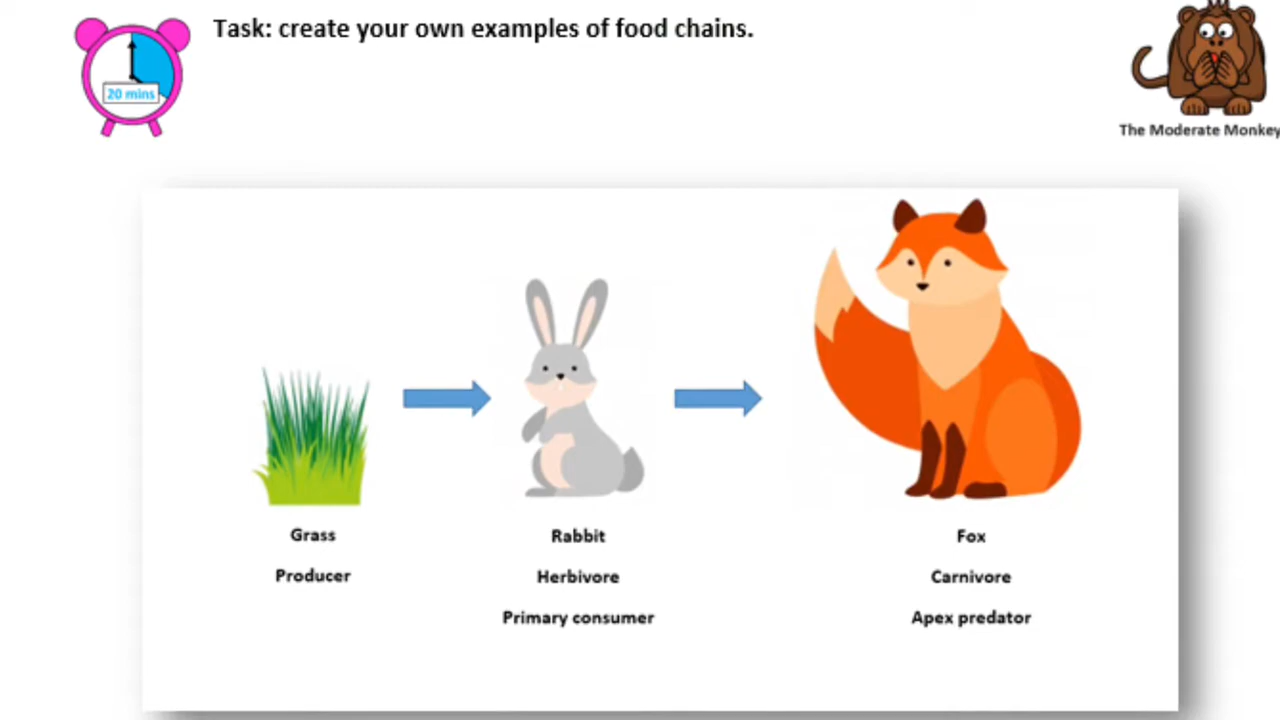 Task: create your own examples of food chains.
20 mins
The Moderate Monkey
Grass
Rabbit
Fox
Producer
Herbivore
Carnivore
Primary consumer
Apex predator